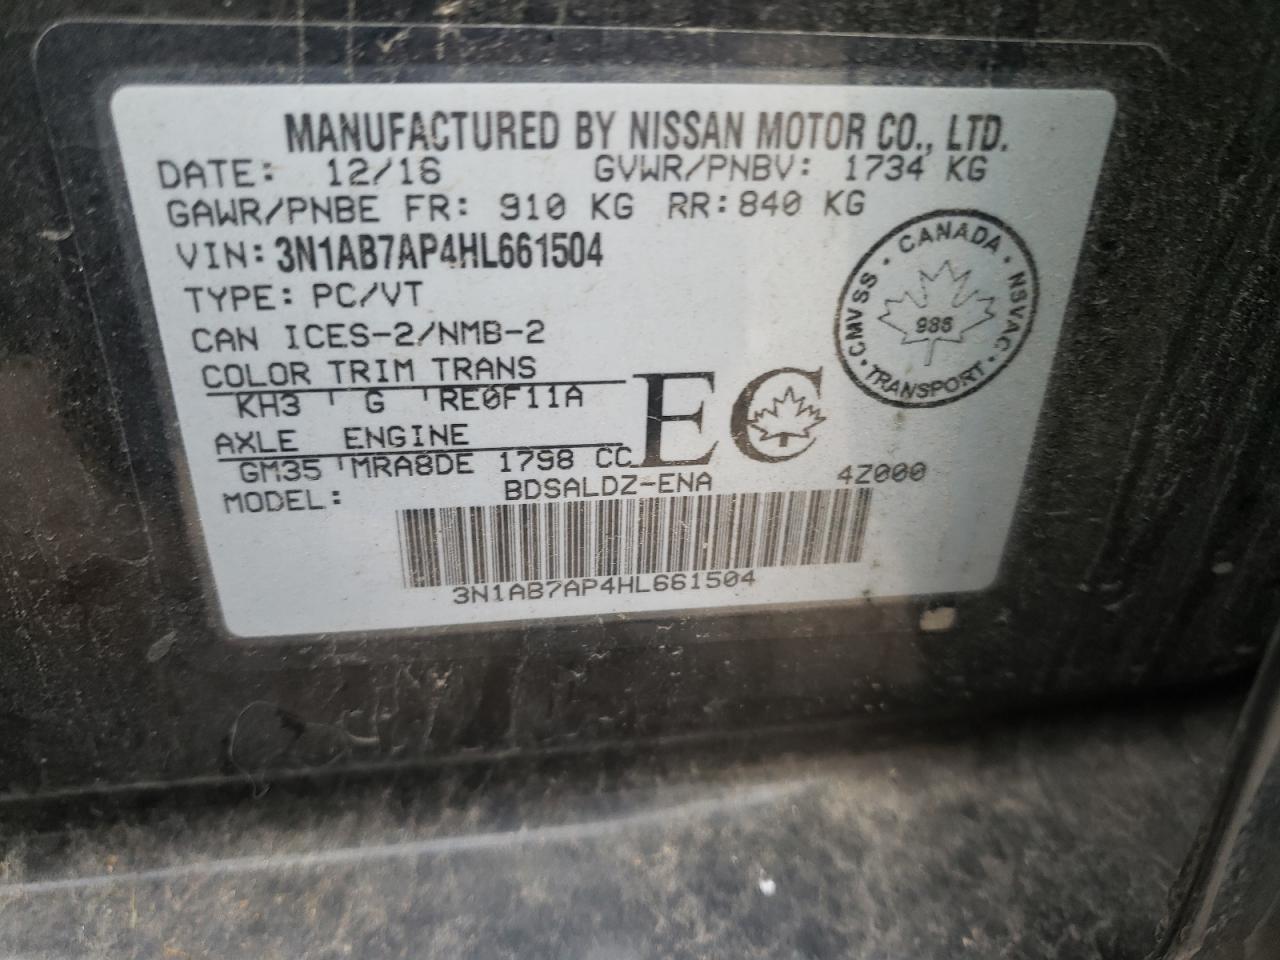 MANUFACTURED BY NISSAN MOTOR CO., LTD.
DATE: 12/16 GVWR/PNBV: 1734 KG
GAWR/PNBE FR: 910 KG RR: 840 KG
VIN: 3N1AB7AP4HL661504
TYPE: PC/VT
CAN ICES-2/NMB-2
COLOR TRIM TRANS
KH3 G RE0F11A
AXLE ENGINE
GM35 MRA8DE 1798 CC
EC
MODEL: BDSALDZ-ENA 4Z000
3N1AB7AP4HL661504
CANADA · NSVAC · TRANSPORT · CMVSS
986